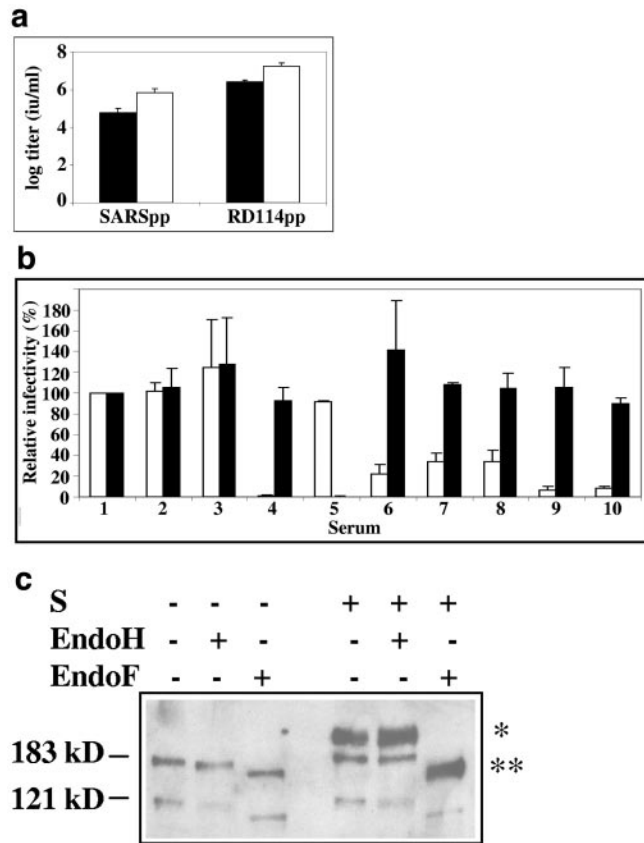 a
log titer (iu/ml)
8
6
4
2
0
SARSpp RD114pp
b
Relative infectivity (%)
180
160
140
120
100
80
60
40
20
0
1 2 3 4 5 6 7 8 9 10
Serum
c
S - - - + + +
EndoH - + - - + -
EndoF - - + - - +
183 kD
*
**
121 kD